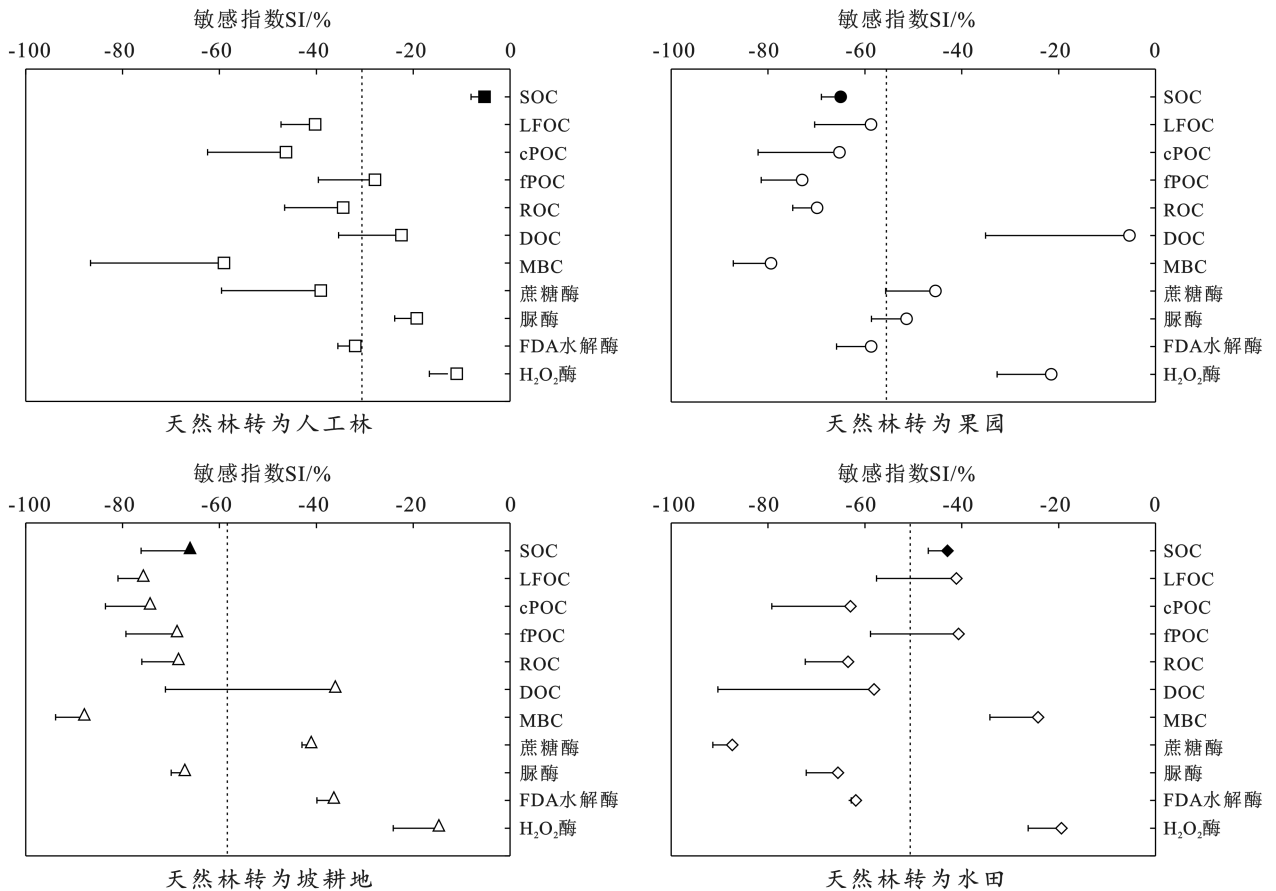 敏感指数SI/%
-100 -80 -60 -40 -20 0
SOC
LFOC
cPOC
fPOC
ROC
DOC
MBC
蔗糖酶
脲酶
FDA水解酶
H₂O₂酶
天然林转为人工林
敏感指数SI/%
-100 -80 -60 -40 -20 0
SOC
LFOC
cPOC
fPOC
ROC
DOC
MBC
蔗糖酶
脲酶
FDA水解酶
H₂O₂酶
天然林转为果园
敏感指数SI/%
-100 -80 -60 -40 -20 0
SOC
LFOC
cPOC
fPOC
ROC
DOC
MBC
蔗糖酶
脲酶
FDA水解酶
H₂O₂酶
天然林转为坡耕地
敏感指数SI/%
-100 -80 -60 -40 -20 0
SOC
LFOC
cPOC
fPOC
ROC
DOC
MBC
蔗糖酶
脲酶
FDA水解酶
H₂O₂酶
天然林转为水田